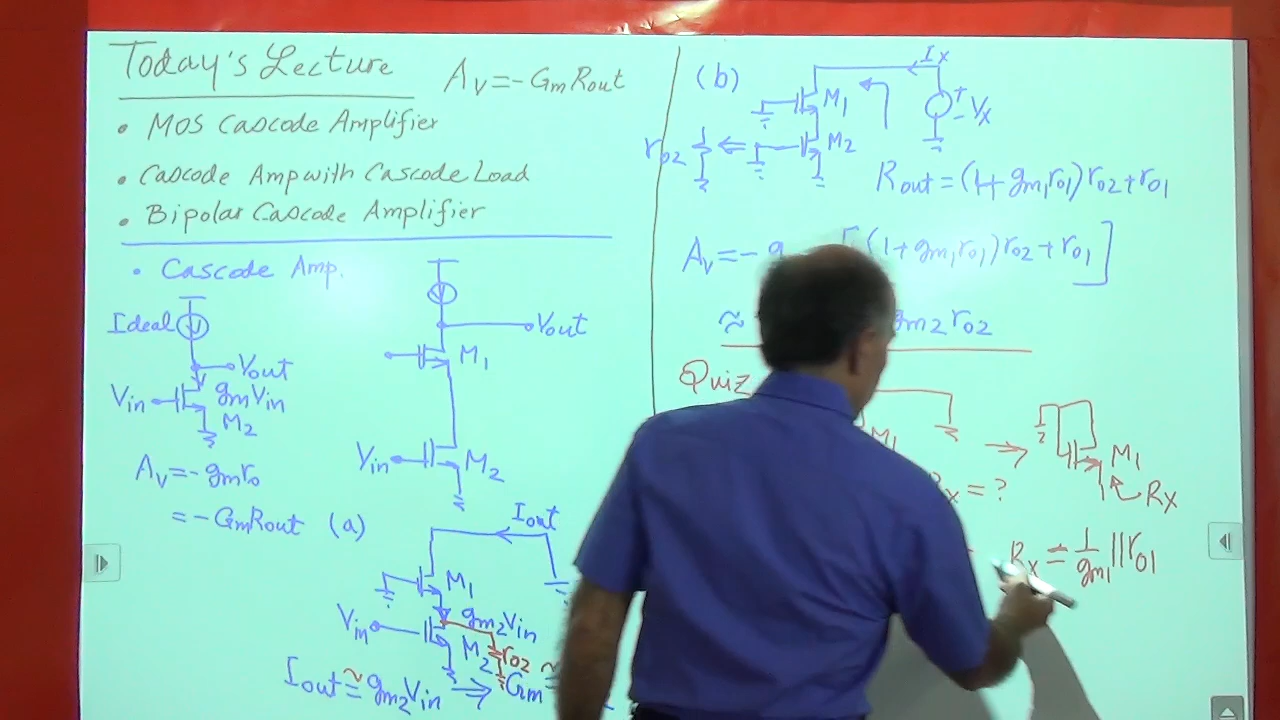 Today's Lecture
Av = -GmRout
• MOS Cascode Amplifier
• Cascode Amp with Cascode Load
• Bipolar Cascode Amplifier
• Cascode Amp.
Ideal
Vout
Vin
gmVin
M2
Av = -gmro
= -GmRout
Vout
M1
Vin
M2
(a)
Iout
M1
Vin
gm2Vin
M2
ro2
Iout ≅ gm2Vin ⇒ Gm ≈
(b)
Ix
M1
Vx
+
-
ro2 ⇐
M2
Rout = (1+gm1ro1)ro2+ro1
Av = -g [(1+gm1ro1)ro2+ro1]
≈ gm2ro2
Quiz
M1
⇒
M1
Rx
Rx = ?
Rx = 1/gm1 || ro1